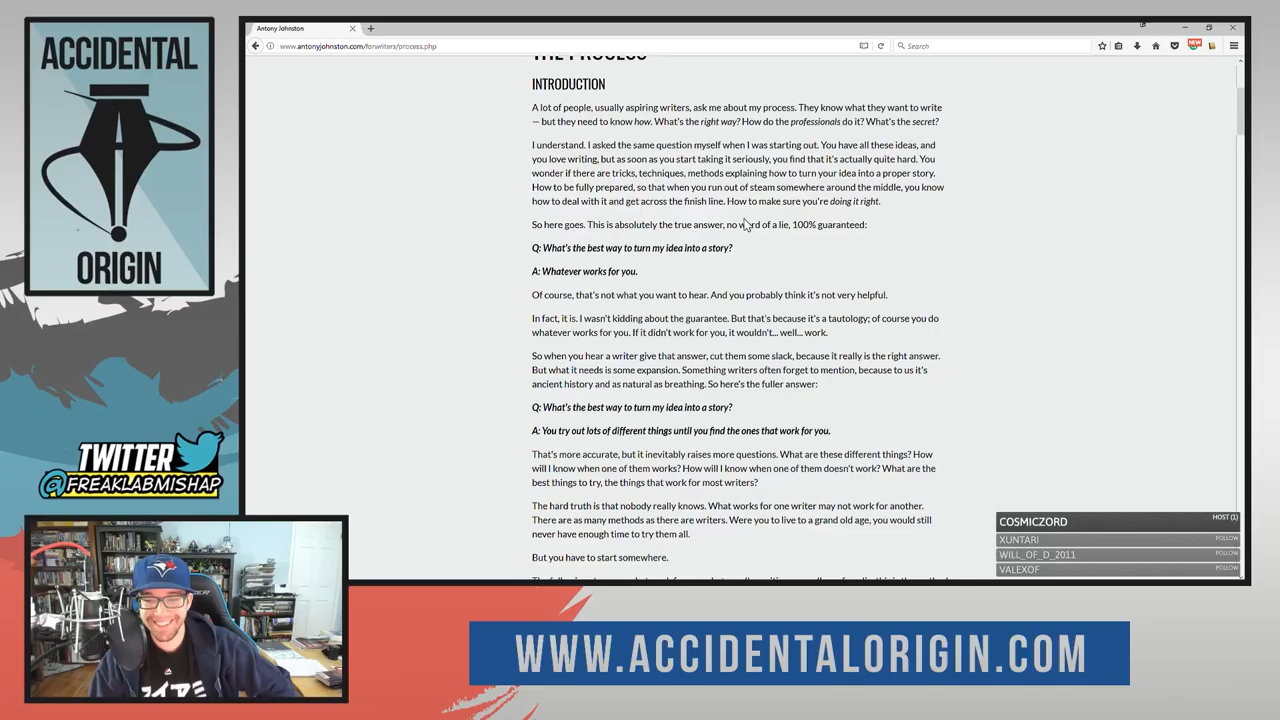 ACCIDENTAL
ORIGIN
TWITTER
@FREAKLABMISHAP
Antony Johnston
www.antonyjohnston.com/forwriters/process.php
Search
NEW
THE PROCESS
INTRODUCTION
A lot of people, usually aspiring writers, ask me about my process. They know what they want to write
— but they need to know how. What's the right way? How do the professionals do it? What's the secret?
I understand. I asked the same question myself when I was starting out. You have all these ideas, and
you love writing, but as soon as you start taking it seriously, you find that it's actually quite hard. You
wonder if there are tricks, techniques, methods explaining how to turn your idea into a proper story.
How to be fully prepared, so that when you run out of steam somewhere around the middle, you know
how to deal with it and get across the finish line. How to make sure you're doing it right.
So here goes. This is absolutely the true answer, no word of a lie, 100% guaranteed:
Q: What's the best way to turn my idea into a story?
A: Whatever works for you.
Of course, that's not what you want to hear. And you probably think it's not very helpful.
In fact, it is. I wasn't kidding about the guarantee. But that's because it's a tautology; of course you do
whatever works for you. If it didn't work for you, it wouldn't... well... work.
So when you hear a writer give that answer, cut them some slack, because it really is the right answer.
But what it needs is some expansion. Something writers often forget to mention, because to us it's
ancient history and as natural as breathing. So here's the fuller answer:
Q: What's the best way to turn my idea into a story?
A: You try out lots of different things until you find the ones that work for you.
That's more accurate, but it inevitably raises more questions. What are these different things? How
will I know when one of them works? How will I know when one of them doesn't work? What are the
best things to try, the things that work for most writers?
The hard truth is that nobody really knows. What works for one writer may not work for another.
There are as many methods as there are writers. Were you to live to a grand old age, you would still
never have enough time to try them all.
But you have to start somewhere.
COSMICZORD HOST (1)
XUNTARI FOLLOW
WILL_OF_D_2011 FOLLOW
VALEXOF FOLLOW
WWW.ACCIDENTALORIGIN.COM